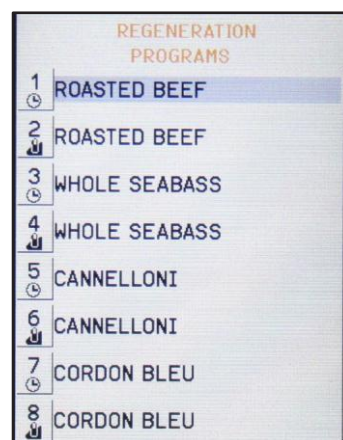 REGENERATION
PROGRAMS
1 ROASTED BEEF
2 ROASTED BEEF
3 WHOLE SEABASS
4 WHOLE SEABASS
5 CANNELLONI
6 CANNELLONI
7 CORDON BLEU
8 CORDON BLEU